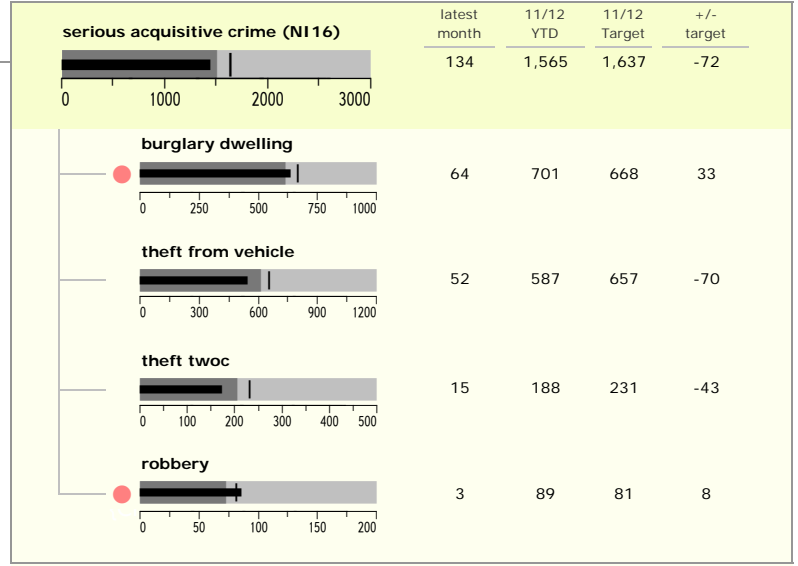 latest 11/12 11/12 +/-
serious acquisitive crime (NI16) month YTD Target target
134 1,565 1,637 -72
0 1000 2000 3000
burglary dwelling
64 701 668 33
0 250 500 750 1000
theft from vehicle
52 587 657 -70
0 300 600 900 1200
theft twoc
15 188 231 -43
0 100 200 300 400 500
robbery
3 89 81 8
0 50 100 150 200